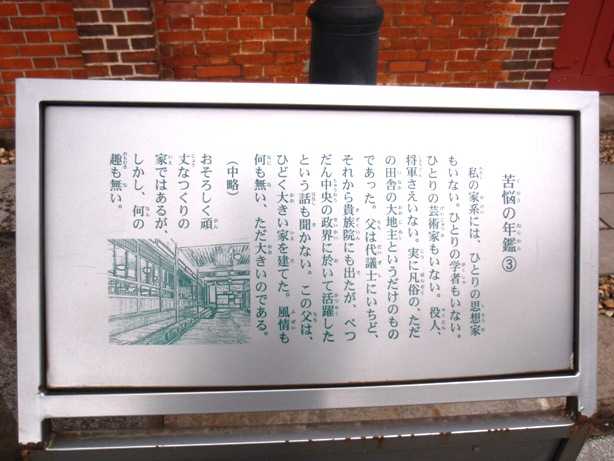 苦悩の年鑑③
私の家系には、ひとりの思想家
もいない。ひとりの学者もいない。
ひとりの芸術家もいない。役人、
将軍さえいない。実に凡俗の、ただ
の田舎の大地主というだけのもの
であった。父は代議士にいちど、
それから貴族院にも出たが、べつ
だん中央の政界に於いて活躍した
という話も聞かない。この父は、
ひどく大きい家を建てた。風情も
何も無い、ただ大きいのである。
（中略）
おそろしく頑
丈なつくりの
家ではあるが、
しかし、何の
趣も無い。